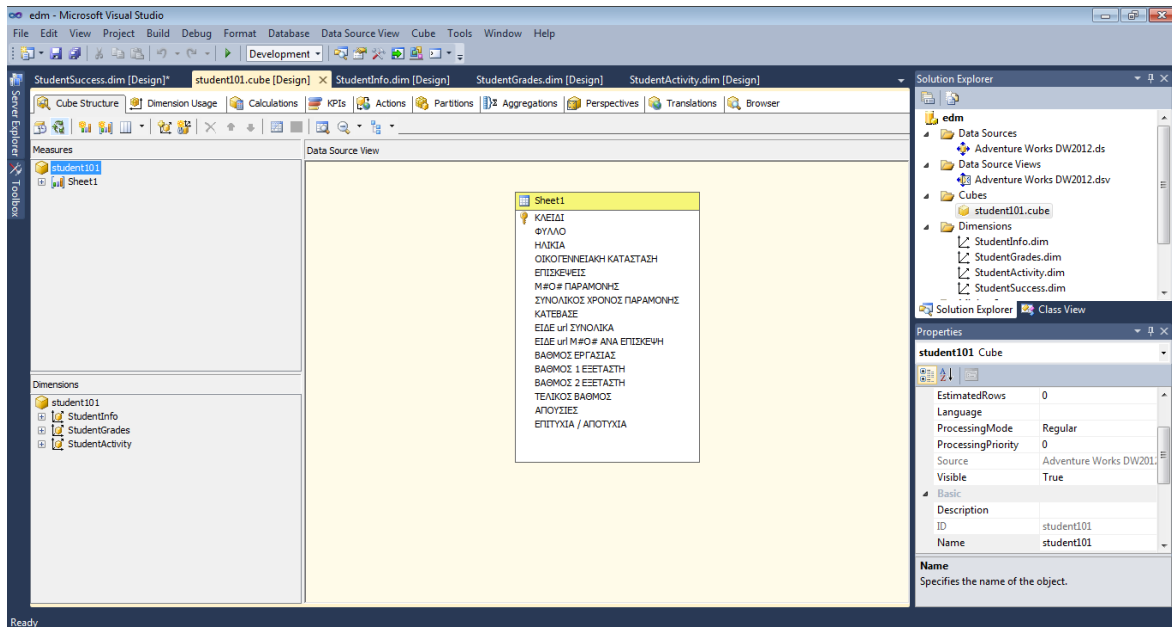 edm - Microsoft Visual Studio
File Edit View Project Build Debug Format Database Data Source View Cube Tools Window Help
Development
StudentSuccess.dim [Design]* student101.cube [Design] StudentInfo.dim [Design] StudentGrades.dim [Design] StudentActivity.dim [Design]
Cube Structure Dimension Usage Calculations KPIs Actions Partitions Aggregations Perspectives Translations Browser
Server Explorer
Toolbox
Measures
student101
Sheet1
Dimensions
student101
StudentInfo
StudentGrades
StudentActivity
Data Source View
Sheet1
ΚΛΕΙΔΙ
ΦΥΛΛΟ
ΗΛΙΚΙΑ
ΟΙΚΟΓΕΝΝΕΙΑΚΗ ΚΑΤΑΣΤΑΣΗ
ΕΠΙΣΚΕΨΕΙΣ
Μ#Ο# ΠΑΡΑΜΟΝΗΣ
ΣΥΝΟΛΙΚΟΣ ΧΡΟΝΟΣ ΠΑΡΑΜΟΝΗΣ
ΚΑΤΕΒΑΣΕ
ΕΙΔΕ url ΣΥΝΟΛΙΚΑ
ΕΙΔΕ url Μ#Ο# ΑΝΑ ΕΠΙΣΚΕΨΗ
ΒΑΘΜΟΣ ΕΡΓΑΣΙΑΣ
ΒΑΘΜΟΣ 1 ΕΞΕΤΑΣΤΗ
ΒΑΘΜΟΣ 2 ΕΞΕΤΑΣΤΗ
ΤΕΛΙΚΟΣ ΒΑΘΜΟΣ
ΑΠΟΥΣΙΕΣ
ΕΠΙΤΥΧΙΑ / ΑΠΟΤΥΧΙΑ
Solution Explorer
edm
Data Sources
Adventure Works DW2012.ds
Data Source Views
Adventure Works DW2012.dsv
Cubes
student101.cube
Dimensions
StudentInfo.dim
StudentGrades.dim
StudentActivity.dim
StudentSuccess.dim
Solution Explorer Class View
Properties
student101 Cube
EstimatedRows 0
Language
ProcessingMode Regular
ProcessingPriority 0
Source Adventure Works DW201
Visible True
Basic
Description
ID student101
Name student101
Name
Specifies the name of the object.
Ready